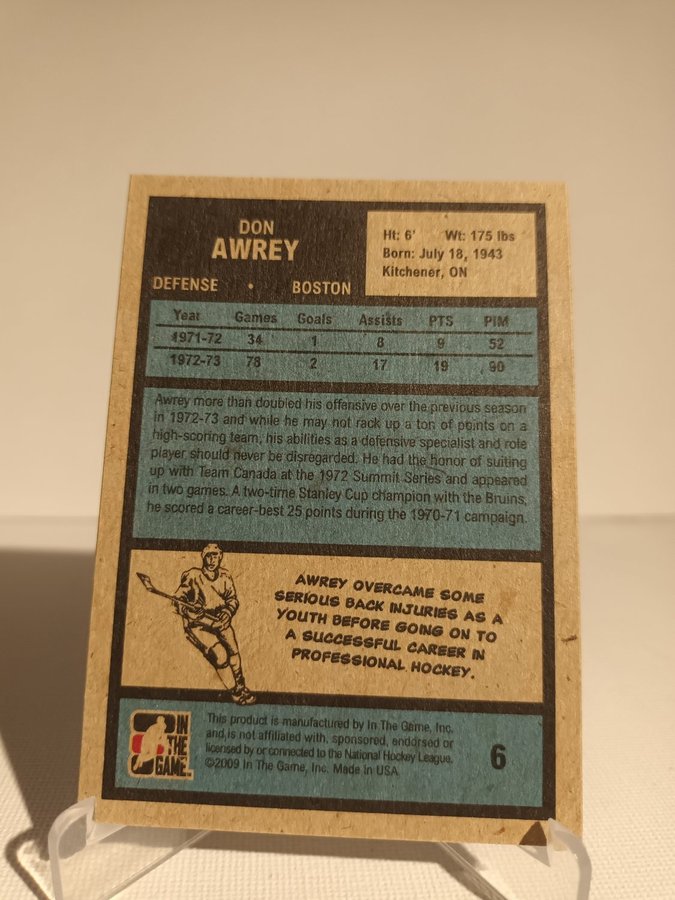 DON
AWREY
DEFENSE • BOSTON
Ht: 6' Wt: 175 lbs
Born: July 18, 1943
Kitchener, ON
Year Games Goals Assists PTS PIM
1971-72 34 1 8 9 52
1972-73 78 2 17 19 90
Awrey more than doubled his offensive over the previous season
in 1972-73 and while he may not rack up a ton of points on a
high-scoring team, his abilities as a defensive specialist and role
player should never be disregarded. He had the honor of suiting
up with Team Canada at the 1972 Summit Series and appeared
in two games. A two-time Stanley Cup champion with the Bruins,
he scored a career-best 25 points during the 1970-71 campaign.
AWREY OVERCAME SOME
SERIOUS BACK INJURIES AS A
YOUTH BEFORE GOING ON TO
A SUCCESSFUL CAREER IN
PROFESSIONAL HOCKEY.
IN
THE
GAME
This product is manufactured by In The Game, Inc.
and is not affiliated with, sponsored, endorsed or
licensed by or connected to the National Hockey League.
©2009 In The Game, Inc. Made in USA
6